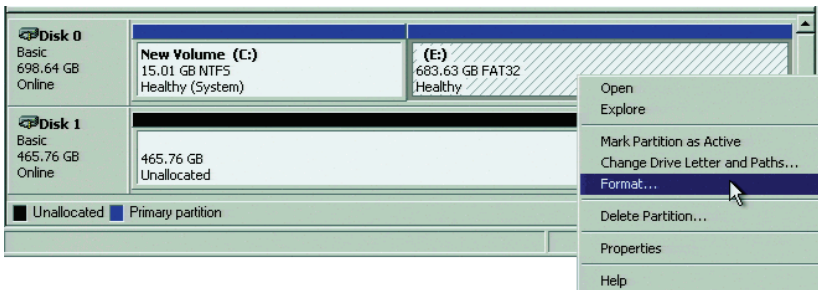 Disk 0
Basic
698.64 GB
Online
New Volume (C:)
15.01 GB NTFS
Healthy (System)
(E:)
683.63 GB FAT32
Healthy
Disk 1
Basic
465.76 GB
Online
465.76 GB
Unallocated
Unallocated Primary partition
Open
Explore
Mark Partition as Active
Change Drive Letter and Paths...
Format...
Delete Partition...
Properties
Help